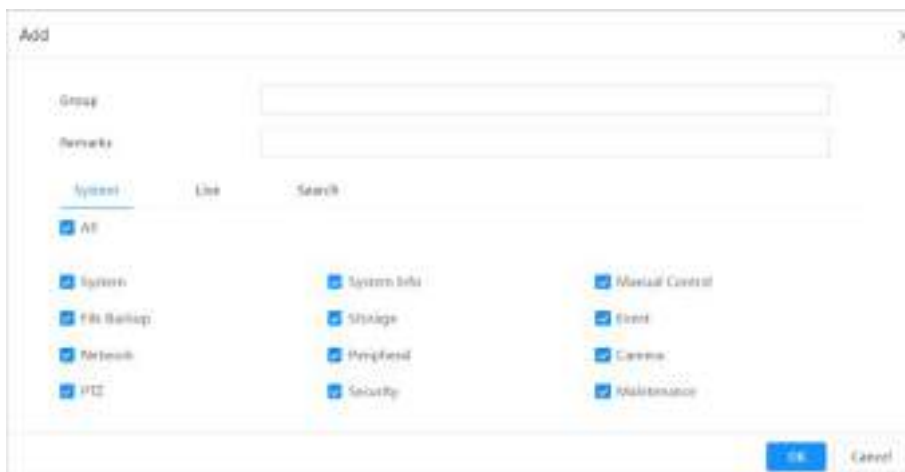 Add
Group
Remarks
System Live Search
All
System System Info Manual Control
File Backup Storage Event
Network Peripheral Camera
PTZ Security Maintenance
OK Cancel